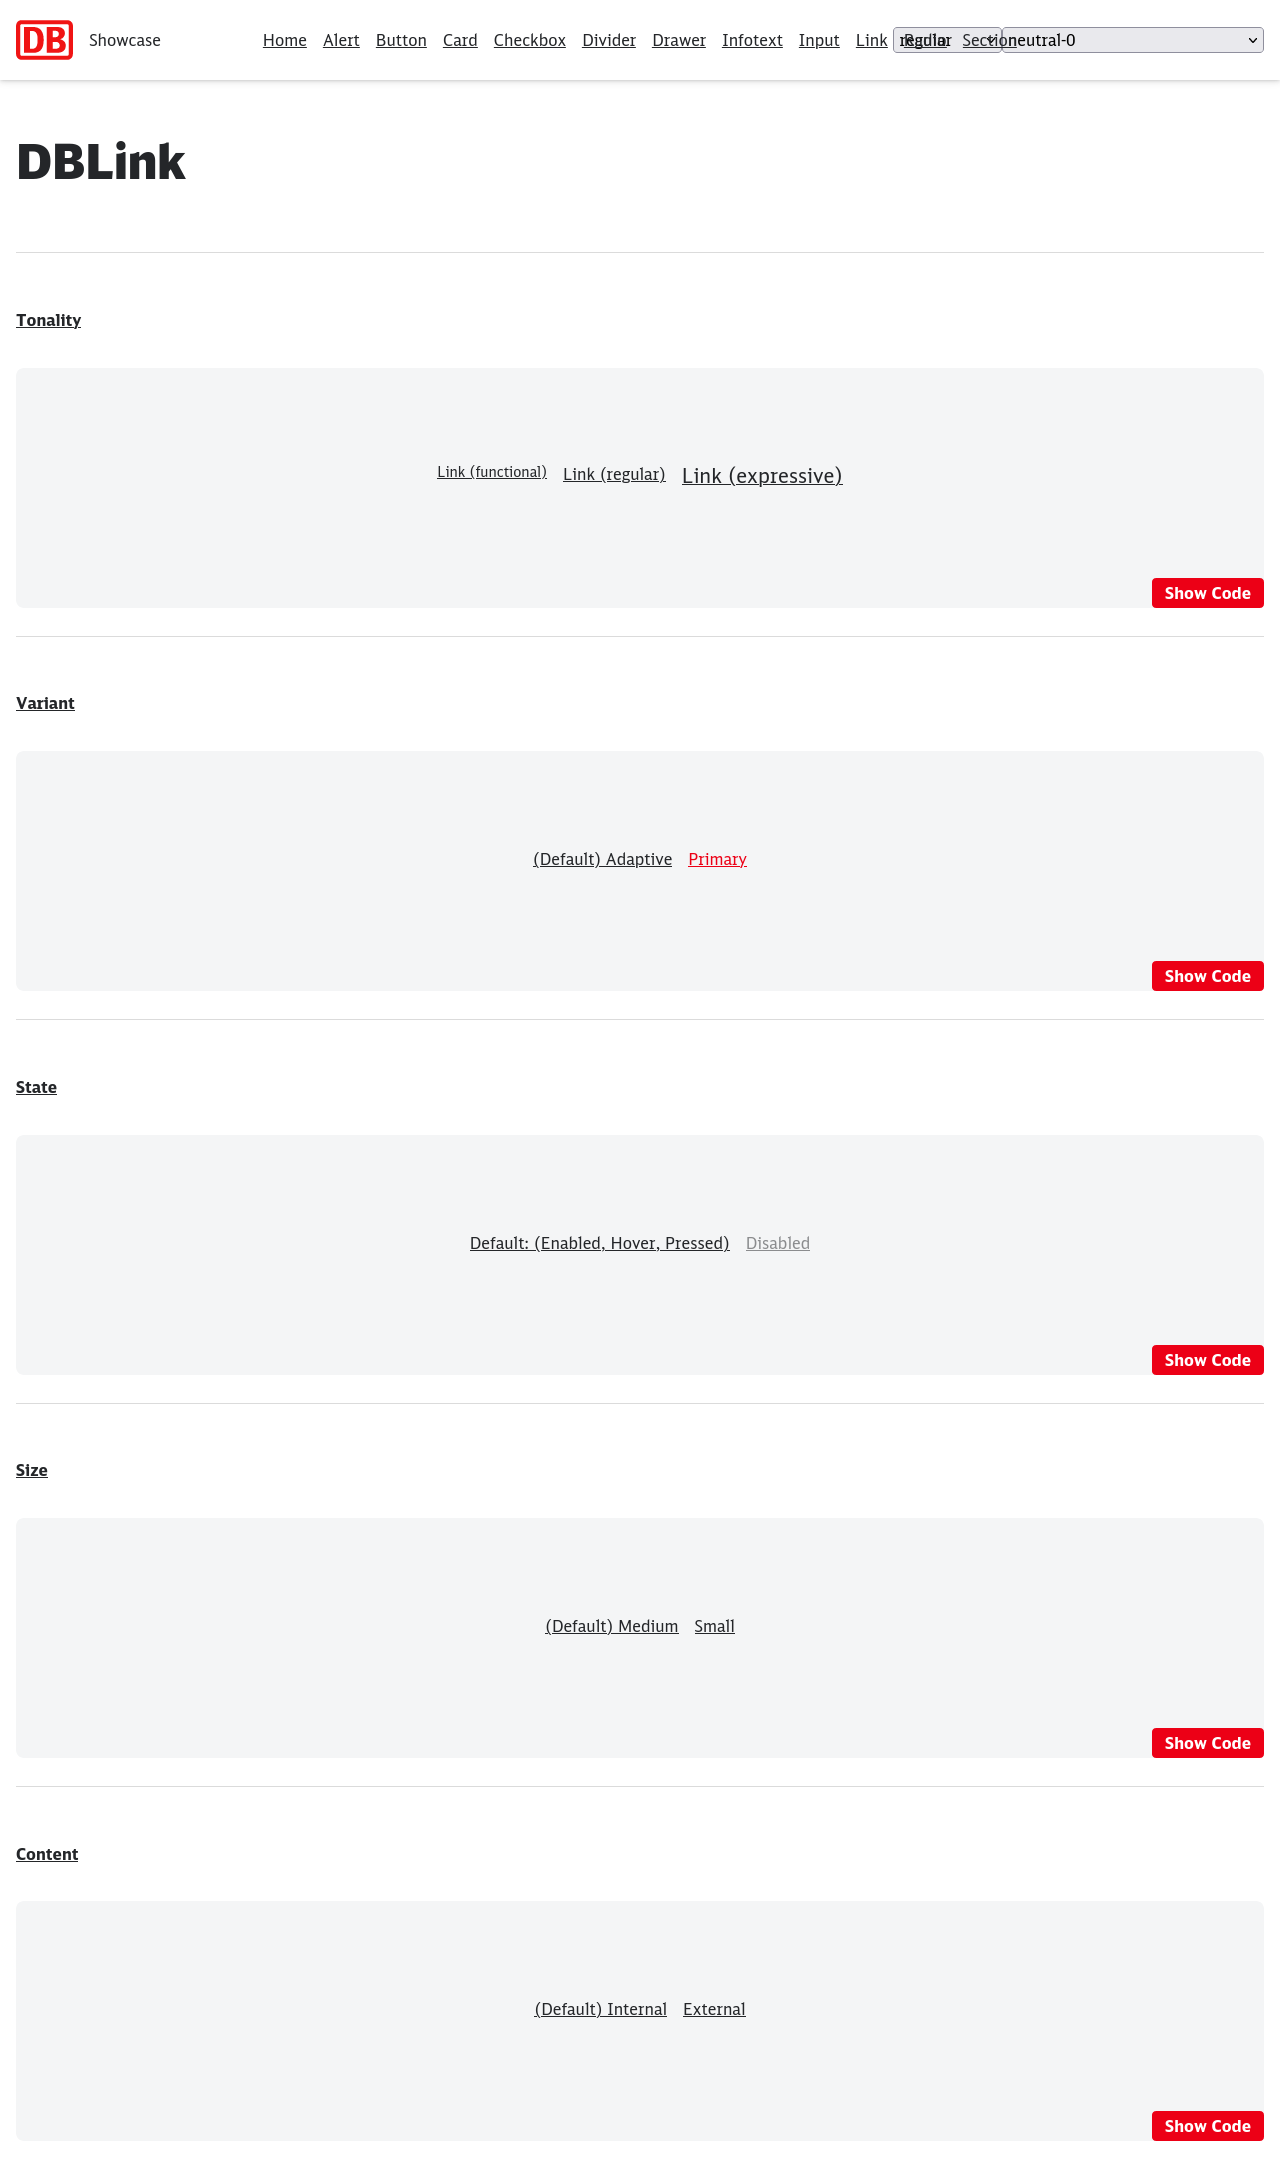 DB Showcase Home Alert Button Card Checkbox Divider Drawer Infotext Input Link regular Radio Section neutral-0
DBLink
Tonality
Link (functional) Link (regular) Link (expressive)
Show Code
Variant
(Default) Adaptive Primary
Show Code
State
Default: (Enabled, Hover, Pressed) Disabled
Show Code
Size
(Default) Medium Small
Show Code
Content
(Default) Internal External
Show Code